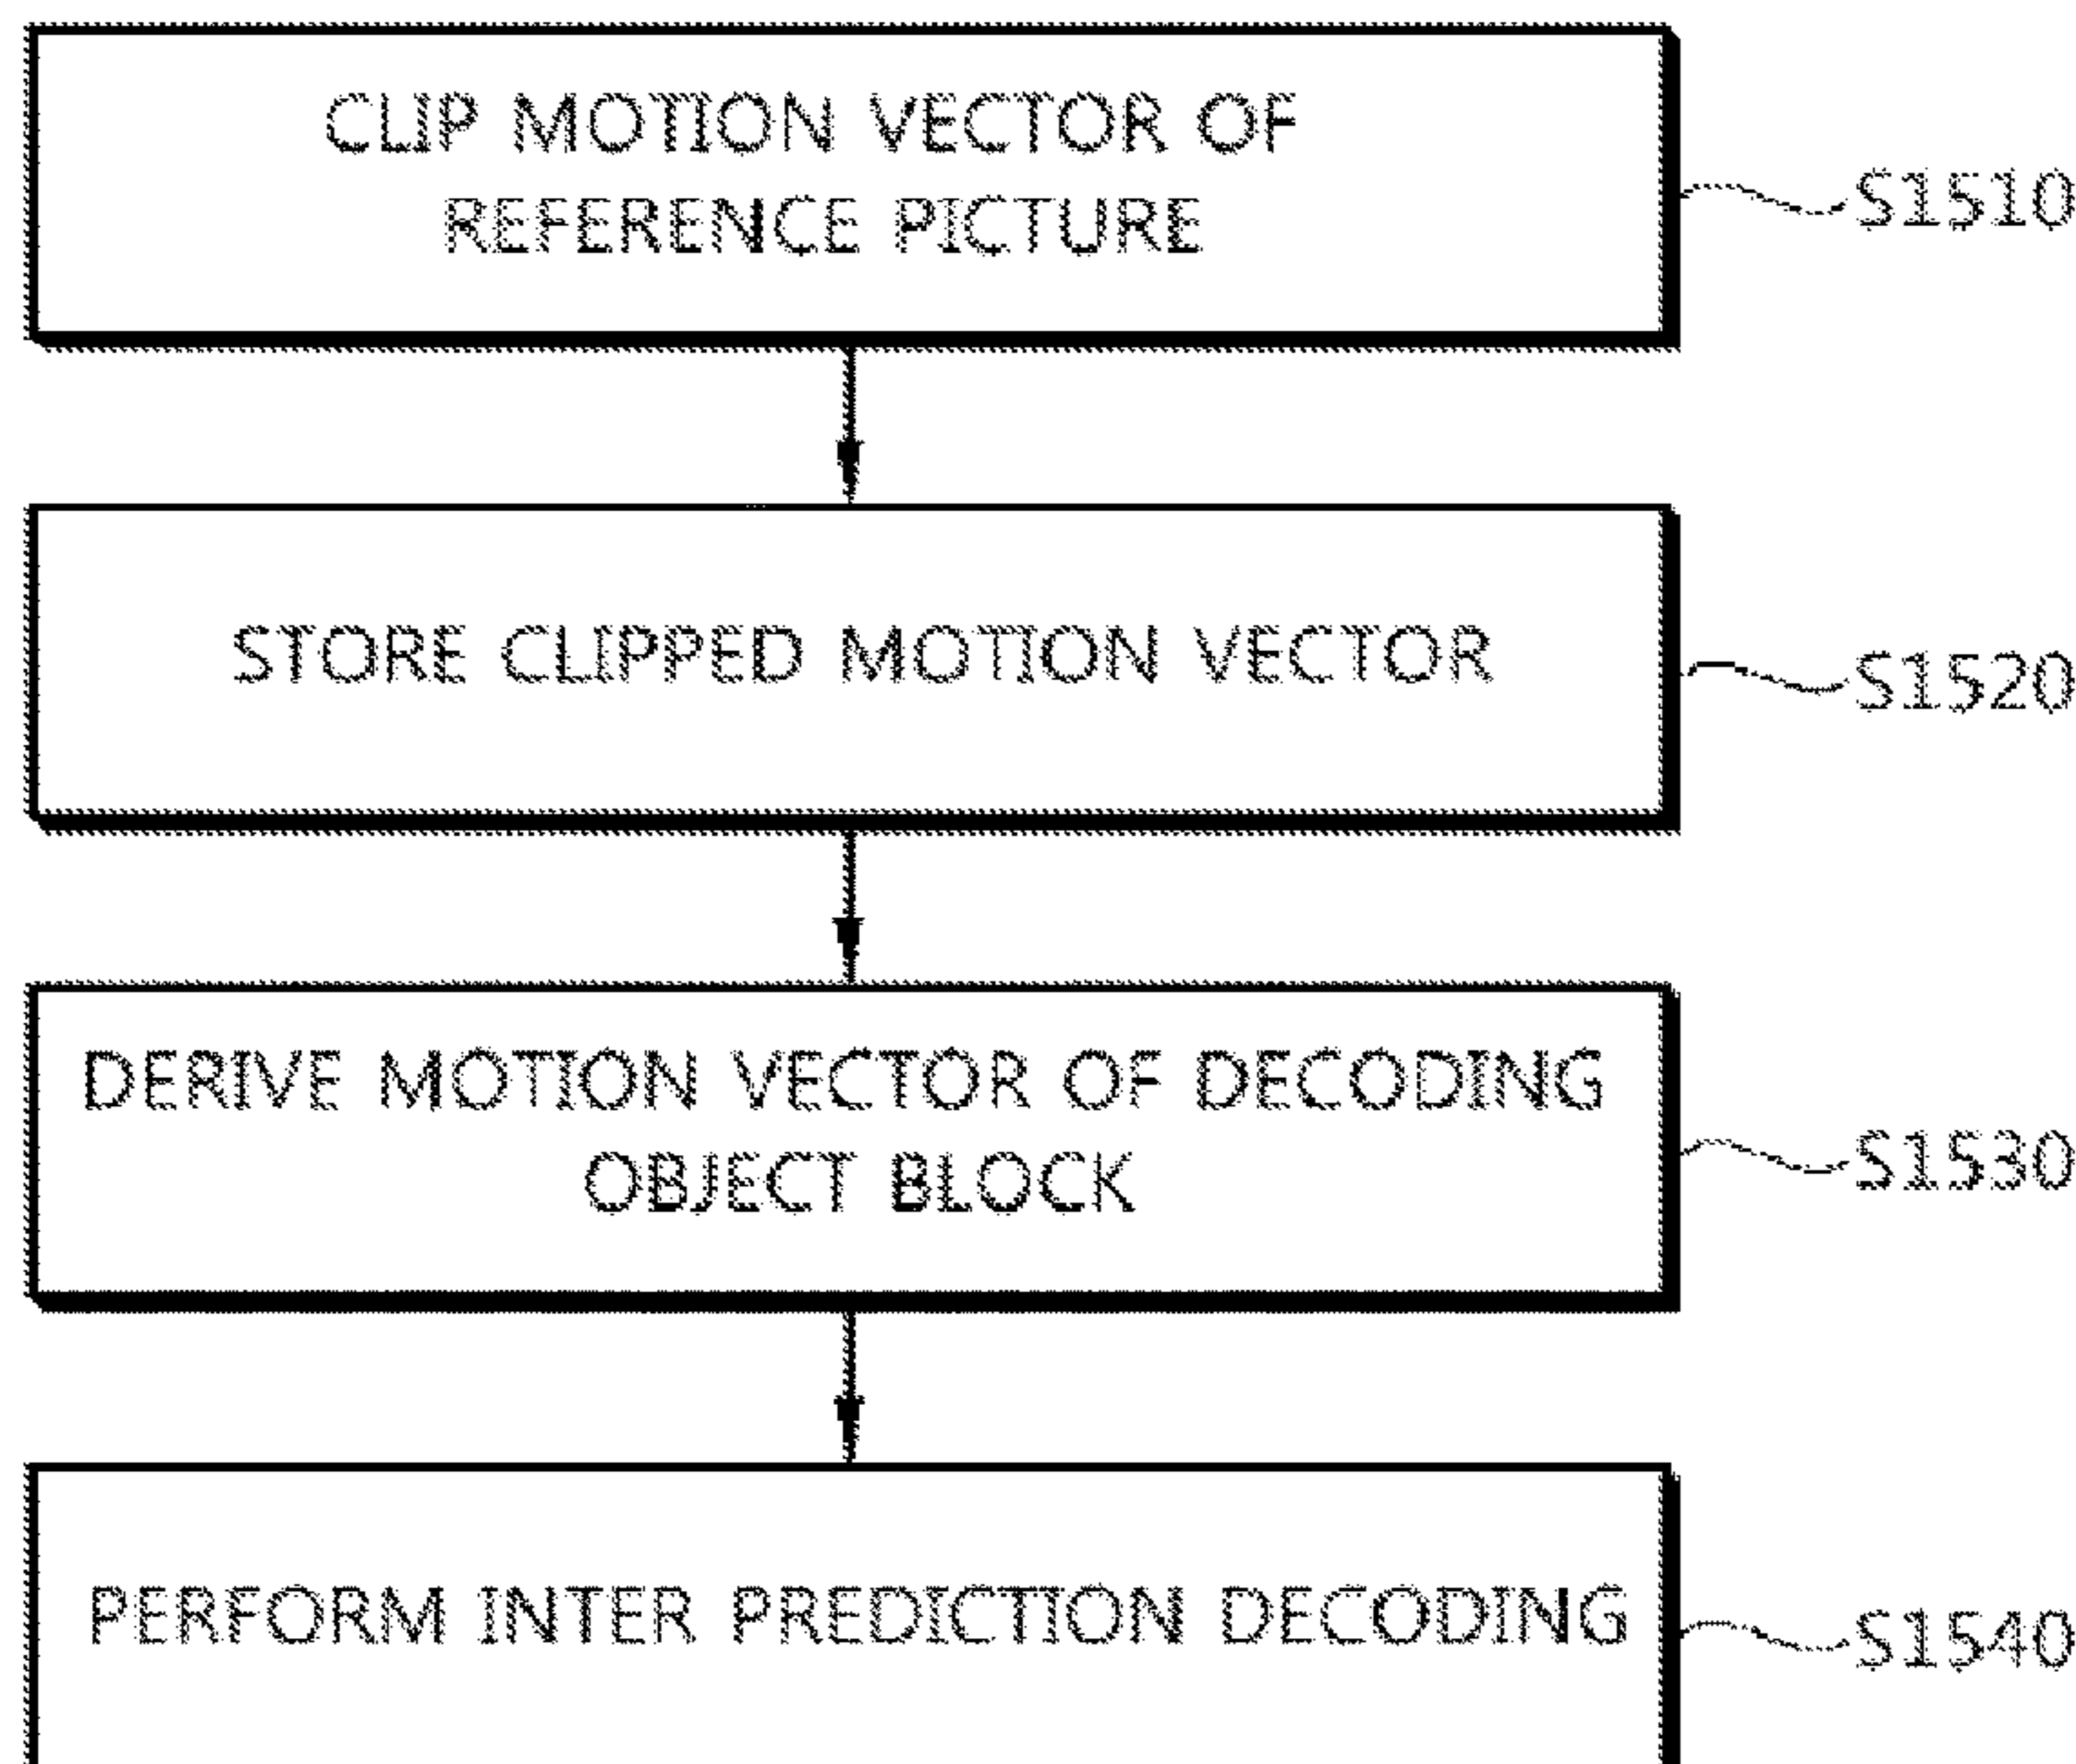 CLIP MOTION VECTOR OF
REFERENCE PICTURE
S1510
STORE CLIPPED MOTION VECTOR
S1520
DERIVE MOTION VECTOR OF DECODING
OBJECT BLOCK
S1530
PERFORM INTER PREDICTION DECODING
S1540